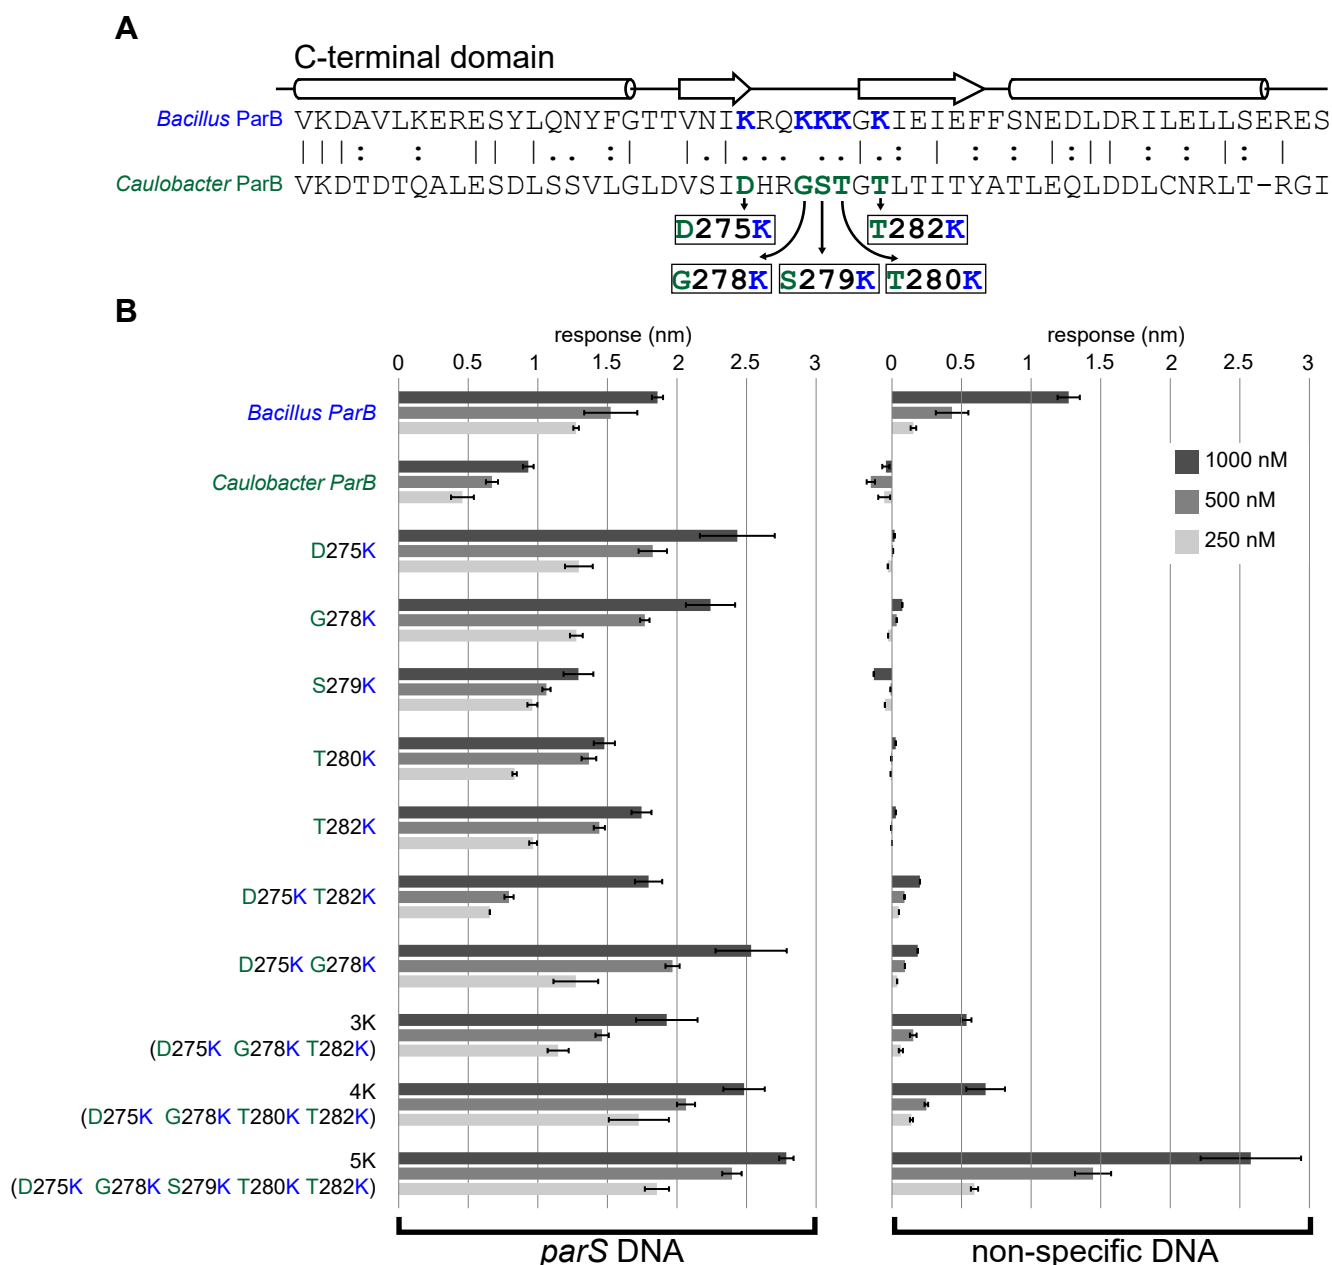 A
C-terminal domain
Bacillus ParB VKDAVLKERESYLQNYFGTTVNIKRQKKKGKIEIEFFSNEDLDRILELLSERES
Caulobacter ParB VKDTDTQALESDLSSVLGLDVSIDHRGSTGTLTITYATLEQLDDLCNRLT-RGI
D275K T282K
G278K S279K T280K
B
response (nm) response (nm)
0 0.5 1 1.5 2 2.5 3 0 0.5 1 1.5 2 2.5 3
Bacillus ParB
1000 nM
Caulobacter ParB
500 nM
250 nM
D275K
G278K
S279K
T280K
T282K
D275K T282K
D275K G278K
3K
(D275K G278K T282K)
4K
(D275K G278K T280K T282K)
5K
(D275K G278K S279K T280K T282K)
parS DNA non-specific DNA